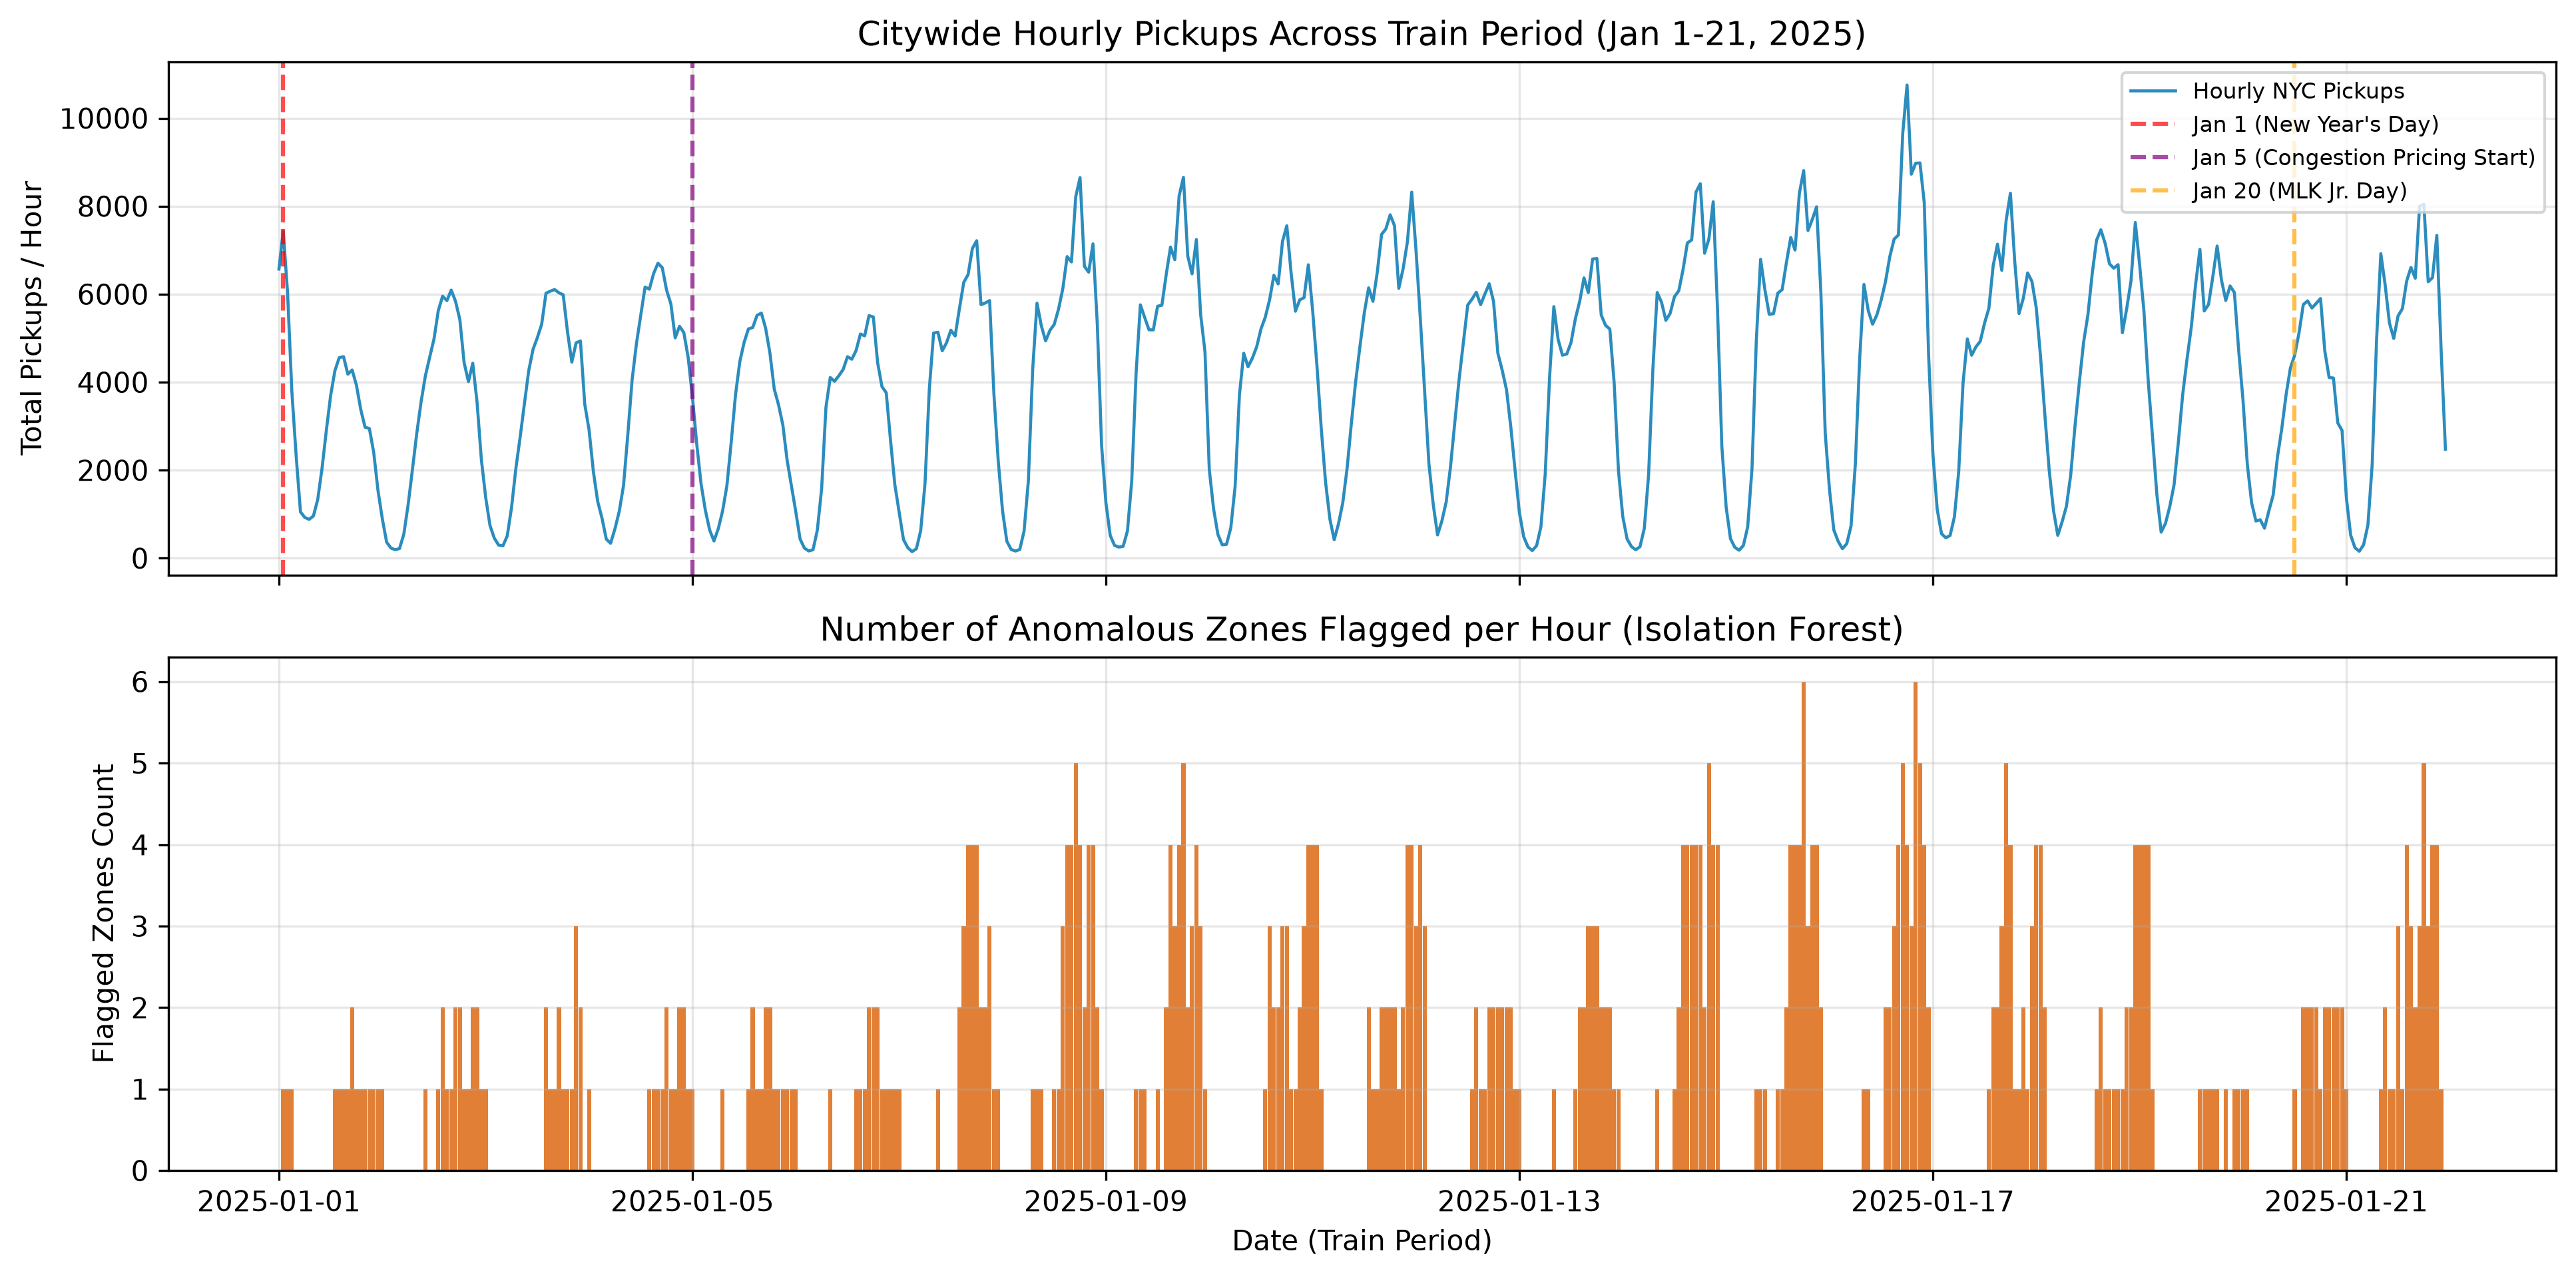 Citywide Hourly Pickups Across Train Period (Jan 1-21, 2025)
Total Pickups / Hour
10000
8000
6000
4000
2000
0
Hourly NYC Pickups
Jan 1 (New Year's Day)
Jan 5 (Congestion Pricing Start)
Jan 20 (MLK Jr. Day)
Number of Anomalous Zones Flagged per Hour (Isolation Forest)
Flagged Zones Count
6
5
4
3
2
1
0
2025-01-01 2025-01-05 2025-01-09 2025-01-13 2025-01-17 2025-01-21
Date (Train Period)